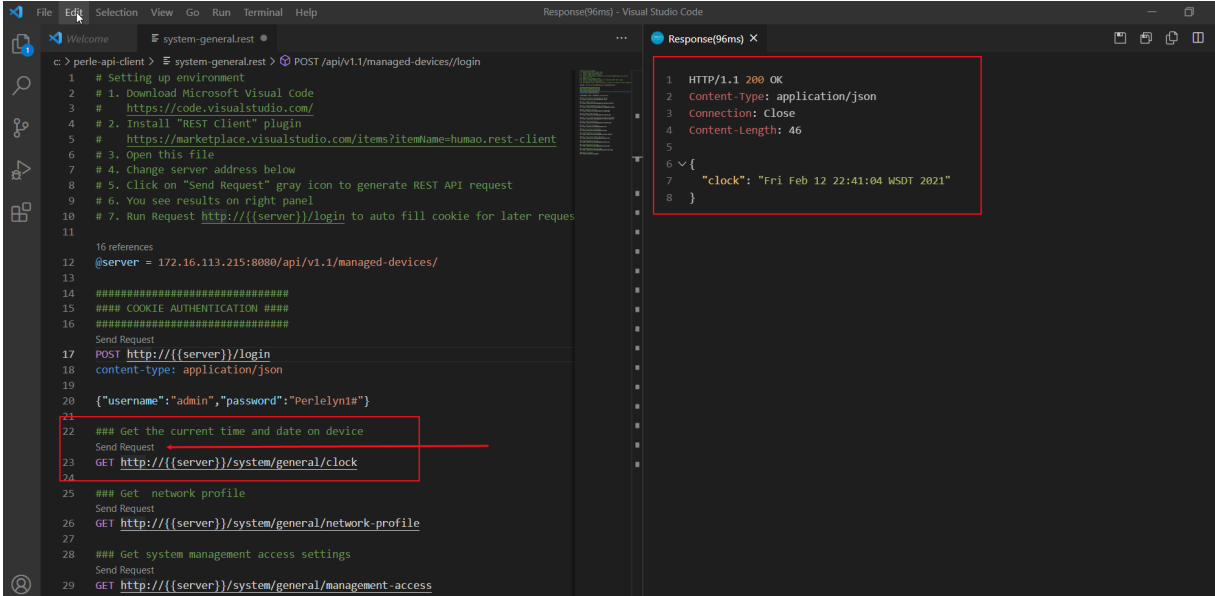 File Edit Selection View Go Run Terminal Help
Response(96ms) - Visual Studio Code
1
Welcome
system-general.rest
c: > perle-api-client > system-general.rest > POST /api/v1.1/managed-devices//login
1 # Setting up environment
2 # 1. Download Microsoft Visual Code
3 # https://code.visualstudio.com/
4 # 2. Install "REST Client" plugin
5 # https://marketplace.visualstudio.com/items?itemName=humao.rest-client
6 # 3. Open this file
7 # 4. Change server address below
8 # 5. Click on "Send Request" gray icon to generate REST API request
9 # 6. You see results on right panel
10 # 7. Run Request http://{{server}}/login to auto fill cookie for later reques
11
16 references
12 @server = 172.16.113.215:8080/api/v1.1/managed-devices/
13
14 ###############################
15 #### COOKIE AUTHENTICATION ####
16 ###############################
Send Request
17 POST http://{{server}}/login
18 content-type: application/json
19
20 {"username":"admin","password":"Perlelyn1#"}
21
22 ### Get the current time and date on device
Send Request
23 GET http://{{server}}/system/general/clock
24
25 ### Get  network profile
Send Request
26 GET http://{{server}}/system/general/network-profile
27
28 ### Get system management access settings
Send Request
29 GET http://{{server}}/system/general/management-access
Response(96ms)
1 HTTP/1.1 200 OK
2 Content-Type: application/json
3 Connection: Close
4 Content-Length: 46
5
6 {
7 "clock": "Fri Feb 12 22:41:04 WSDT 2021"
8 }